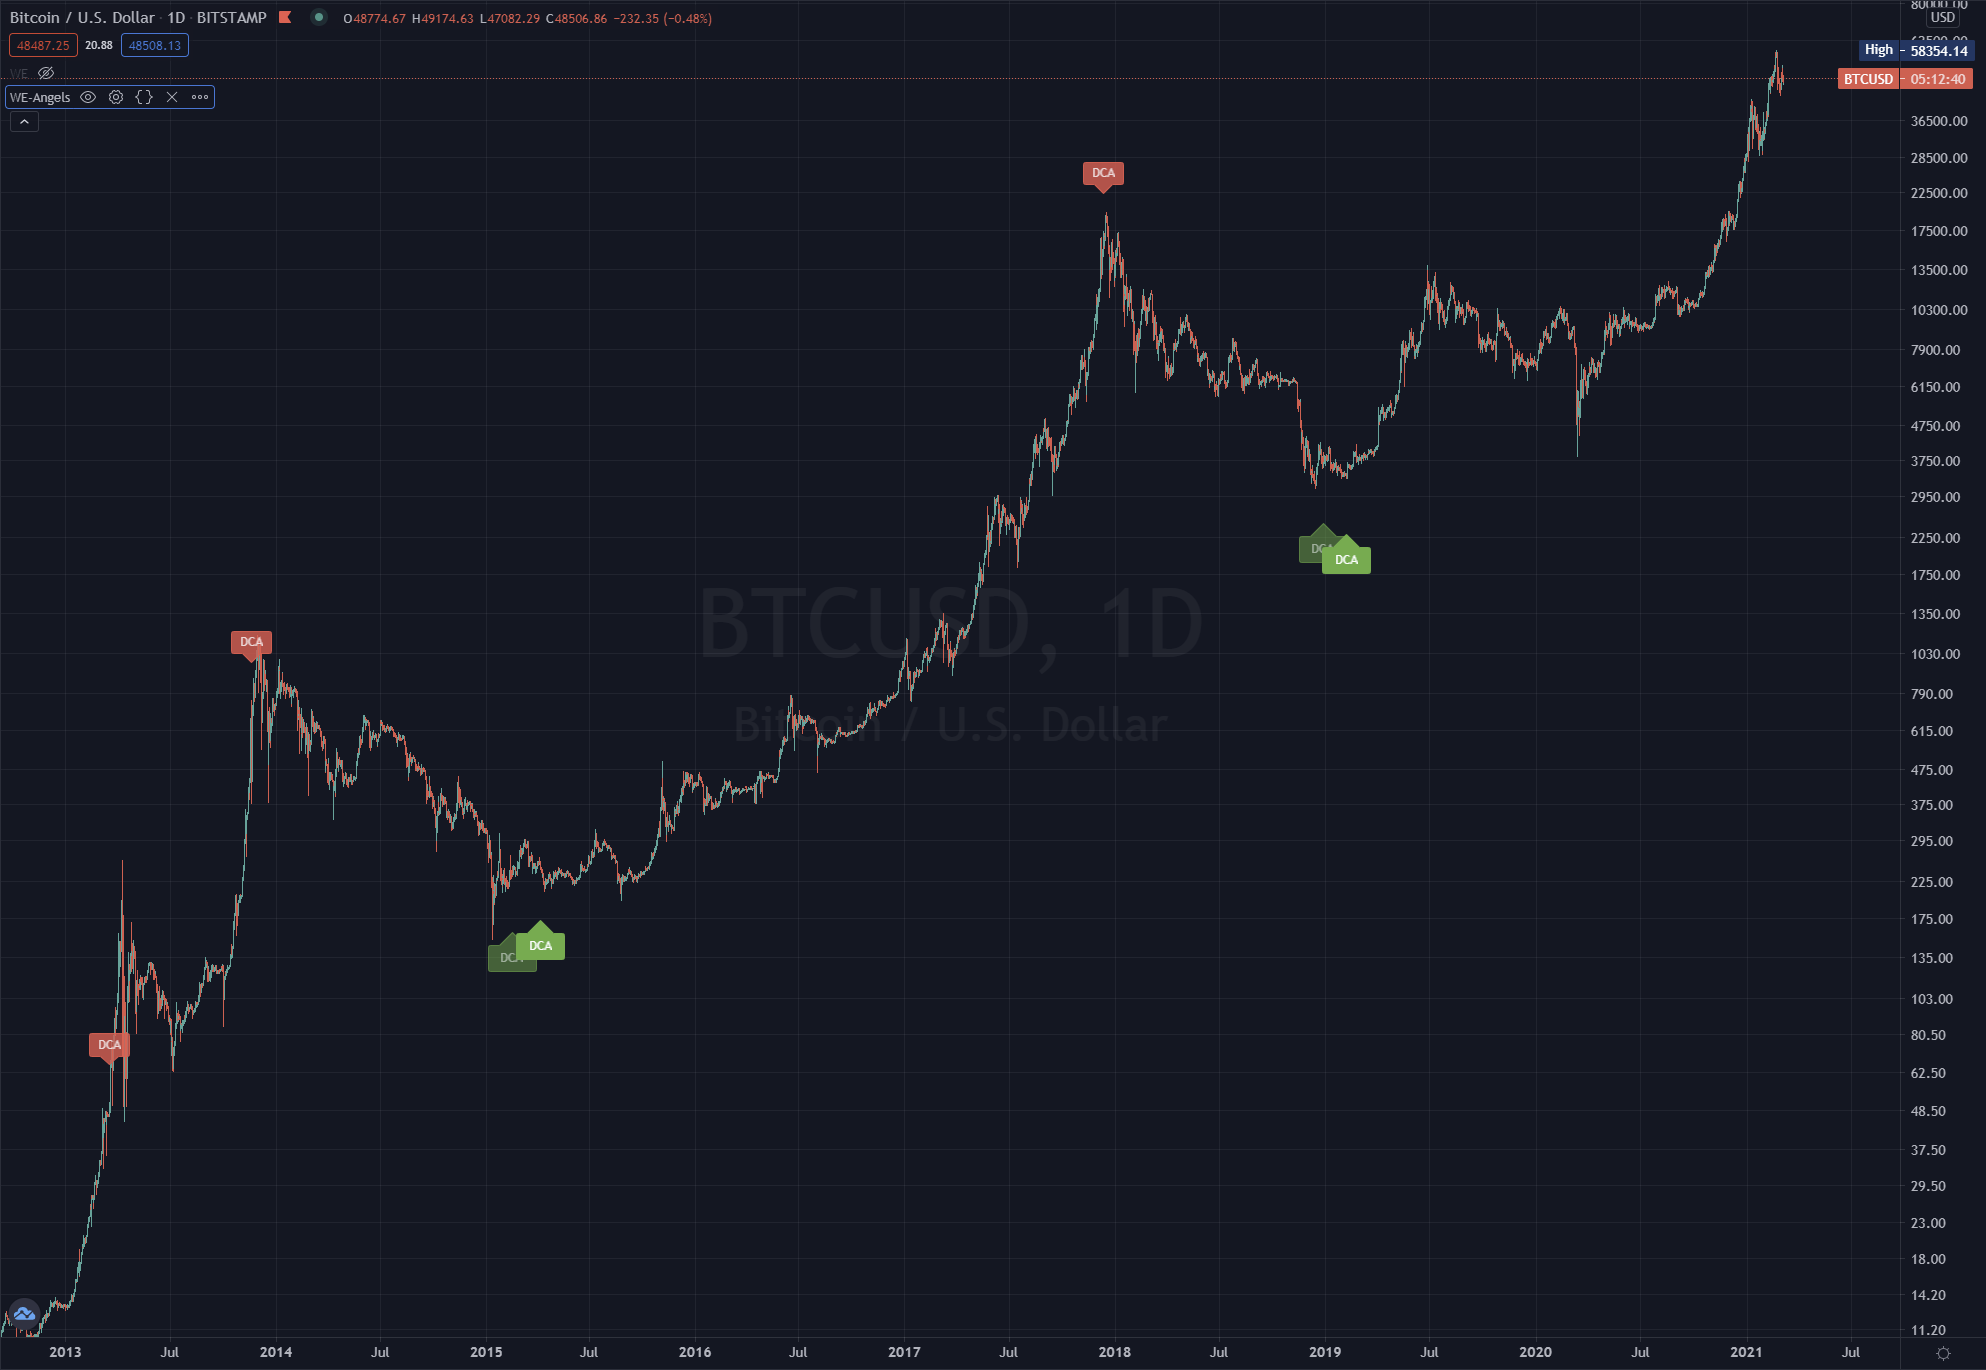 Bitcoin / U.S. Dollar · 1D · BITSTAMP O48774.67 H49174.63 L47082.29 C48506.86 −232.35 (−0.48%)
48487.25 20.88 48508.13
WE
WE-Angels
80000.00
USD
High 58354.14
BTCUSD 05:12:40
36500.00
28500.00
22500.00
17500.00
13500.00
10300.00
7900.00
6150.00
4750.00
3750.00
2950.00
2250.00
1750.00
1350.00
1030.00
790.00
615.00
475.00
375.00
295.00
225.00
175.00
135.00
103.00
80.50
62.50
48.50
37.50
29.50
23.00
18.00
14.20
11.20
DCA
DCA
DCA
DCA
BTCUSD, 1D
Bitcoin / U.S. Dollar
DCA
DCA
DCA
2013 Jul 2014 Jul 2015 Jul 2016 Jul 2017 Jul 2018 Jul 2019 Jul 2020 Jul 2021 Jul